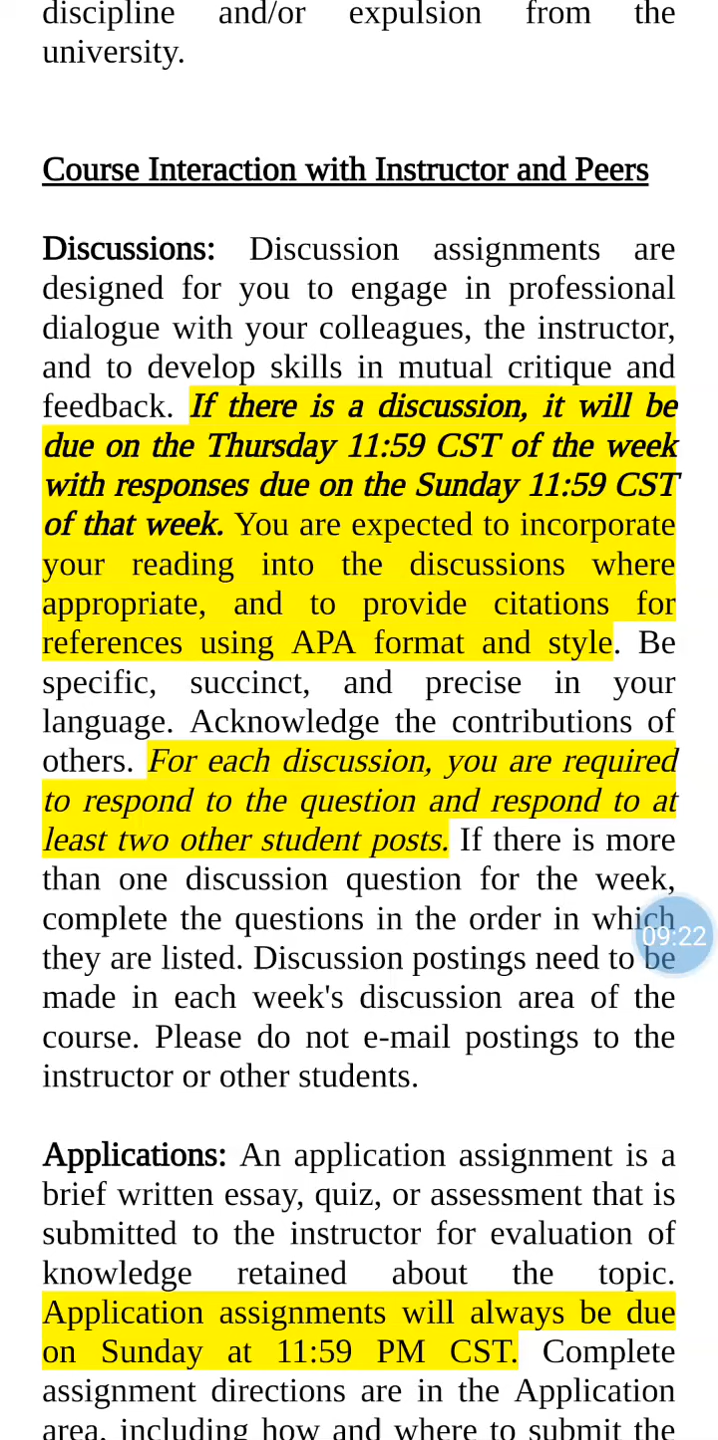 discipline and/or expulsion from the
university.
Course Interaction with Instructor and Peers
Discussions: Discussion assignments are
designed for you to engage in professional
dialogue with your colleagues, the instructor,
and to develop skills in mutual critique and
feedback. If there is a discussion, it will be
due on the Thursday 11:59 CST of the week
with responses due on the Sunday 11:59 CST
of that week. You are expected to incorporate
your reading into the discussions where
appropriate, and to provide citations for
references using APA format and style. Be
specific, succinct, and precise in your
language. Acknowledge the contributions of
others. For each discussion, you are required
to respond to the question and respond to at
least two other student posts. If there is more
than one discussion question for the week,
complete the questions in the order in which
09:22
they are listed. Discussion postings need to be
made in each week's discussion area of the
course. Please do not e-mail postings to the
instructor or other students.
Applications: An application assignment is a
brief written essay, quiz, or assessment that is
submitted to the instructor for evaluation of
knowledge retained about the topic.
Application assignments will always be due
on Sunday at 11:59 PM CST. Complete
assignment directions are in the Application
area, including how and where to submit the